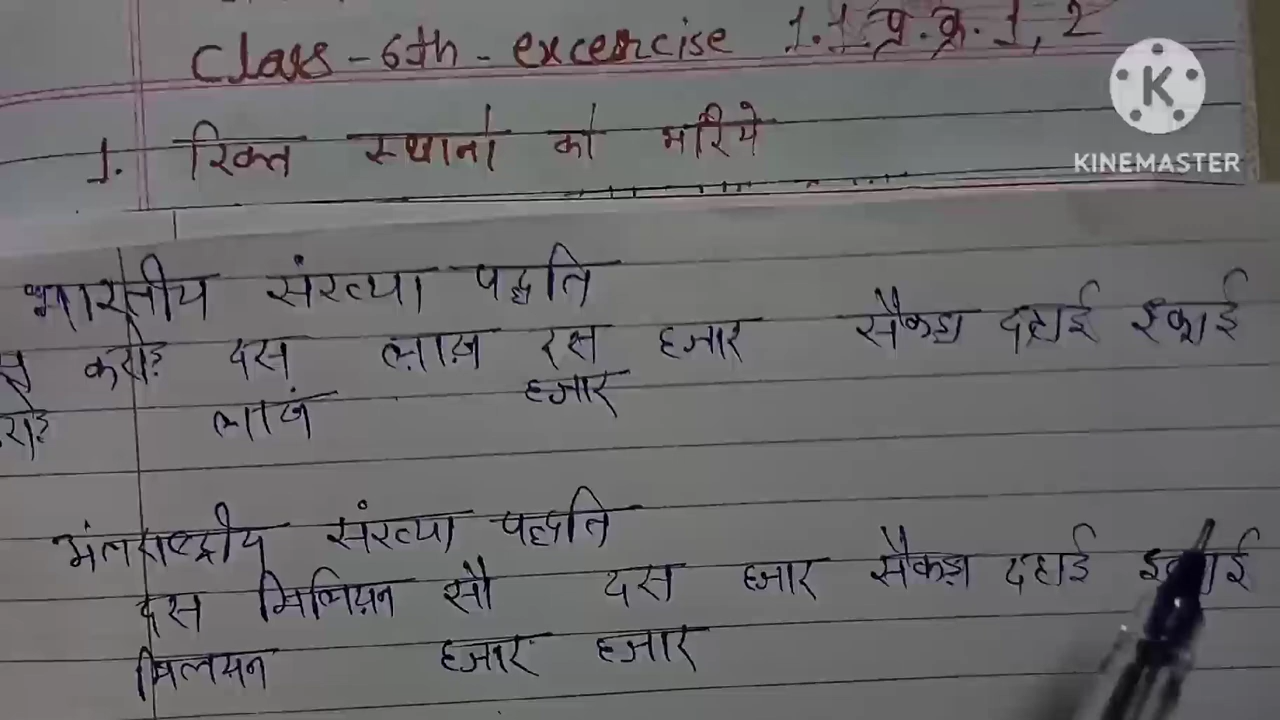 Class - 6th - excercise 1.1 प्र. क्र. 1, 2
KINEMASTER
1. रिक्त स्थानो को भरिये
भारतीय संख्या पद्धति
करोड़ दस लाख दस हजार सैकड़ा दहाई इकाई
लाख हजार
अंतराष्ट्रीय संख्या पद्धति
दस मिलियन सौ दस हजार सैकड़ा दहाई इकाई
मिलयन हजार हजार